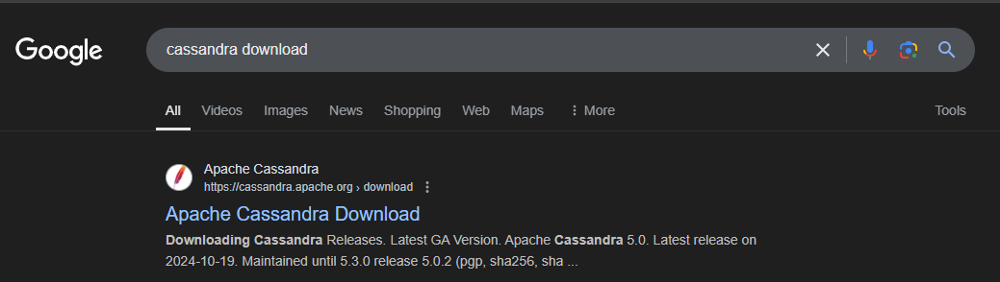 Google
cassandra download
All Videos Images News Shopping Web Maps More Tools
Apache Cassandra
https://cassandra.apache.org › download
Apache Cassandra Download
Downloading Cassandra Releases. Latest GA Version. Apache Cassandra 5.0. Latest release on
2024-10-19. Maintained until 5.3.0 release 5.0.2 (pgp, sha256, sha ...